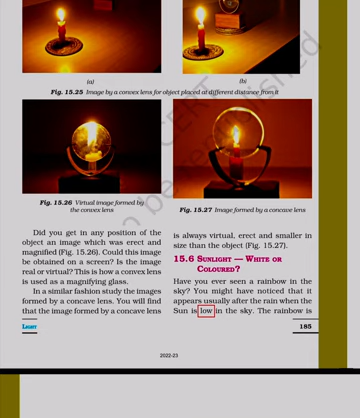 (a)
(b)
Fig. 15.25 Image by a convex lens for object placed at different distance from it
Fig. 15.26 Virtual image formed by
the convex lens
Fig. 15.27 Image formed by a concave lens
Did you get in any position of the
object an image which was erect and
magnified (Fig. 15.26). Could this image
be obtained on a screen? Is the image
real or virtual? This is how a convex lens
is used as a magnifying glass.
In a similar fashion study the images
formed by a concave lens. You will find
that the image formed by a concave lens
is always virtual, erect and smaller in
size than the object (Fig. 15.27).
15.6 SUNLIGHT — WHITE OR
COLOURED?
Have you ever seen a rainbow in the
sky? You might have noticed that it
appears usually after the rain when the
Sun is low in the sky. The rainbow is
LIGHT
185
2022-23